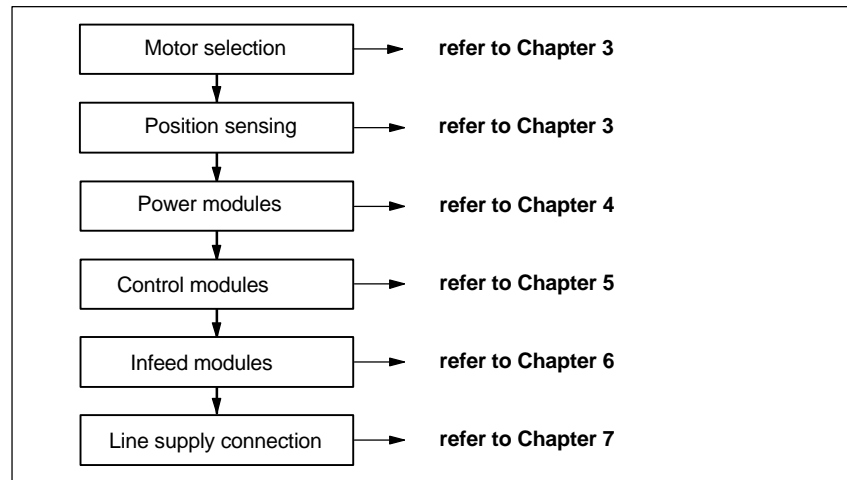 Motor selection refer to Chapter 3
Position sensing refer to Chapter 3
Power modules refer to Chapter 4
Control modules refer to Chapter 5
Infeed modules refer to Chapter 6
Line supply connection refer to Chapter 7